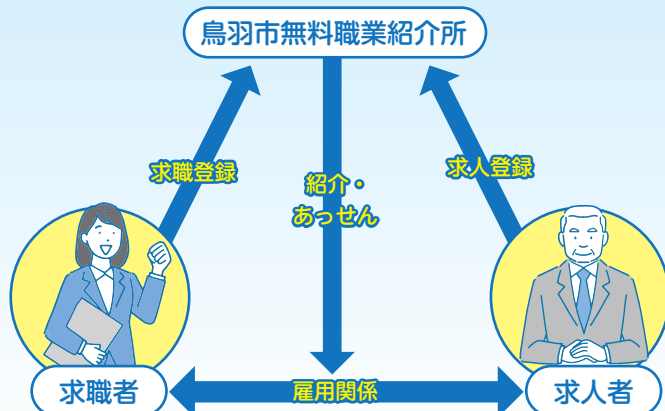 鳥羽市無料職業紹介所
求職登録
紹介・
あっせん
求人登録
求職者
雇用関係
求人者